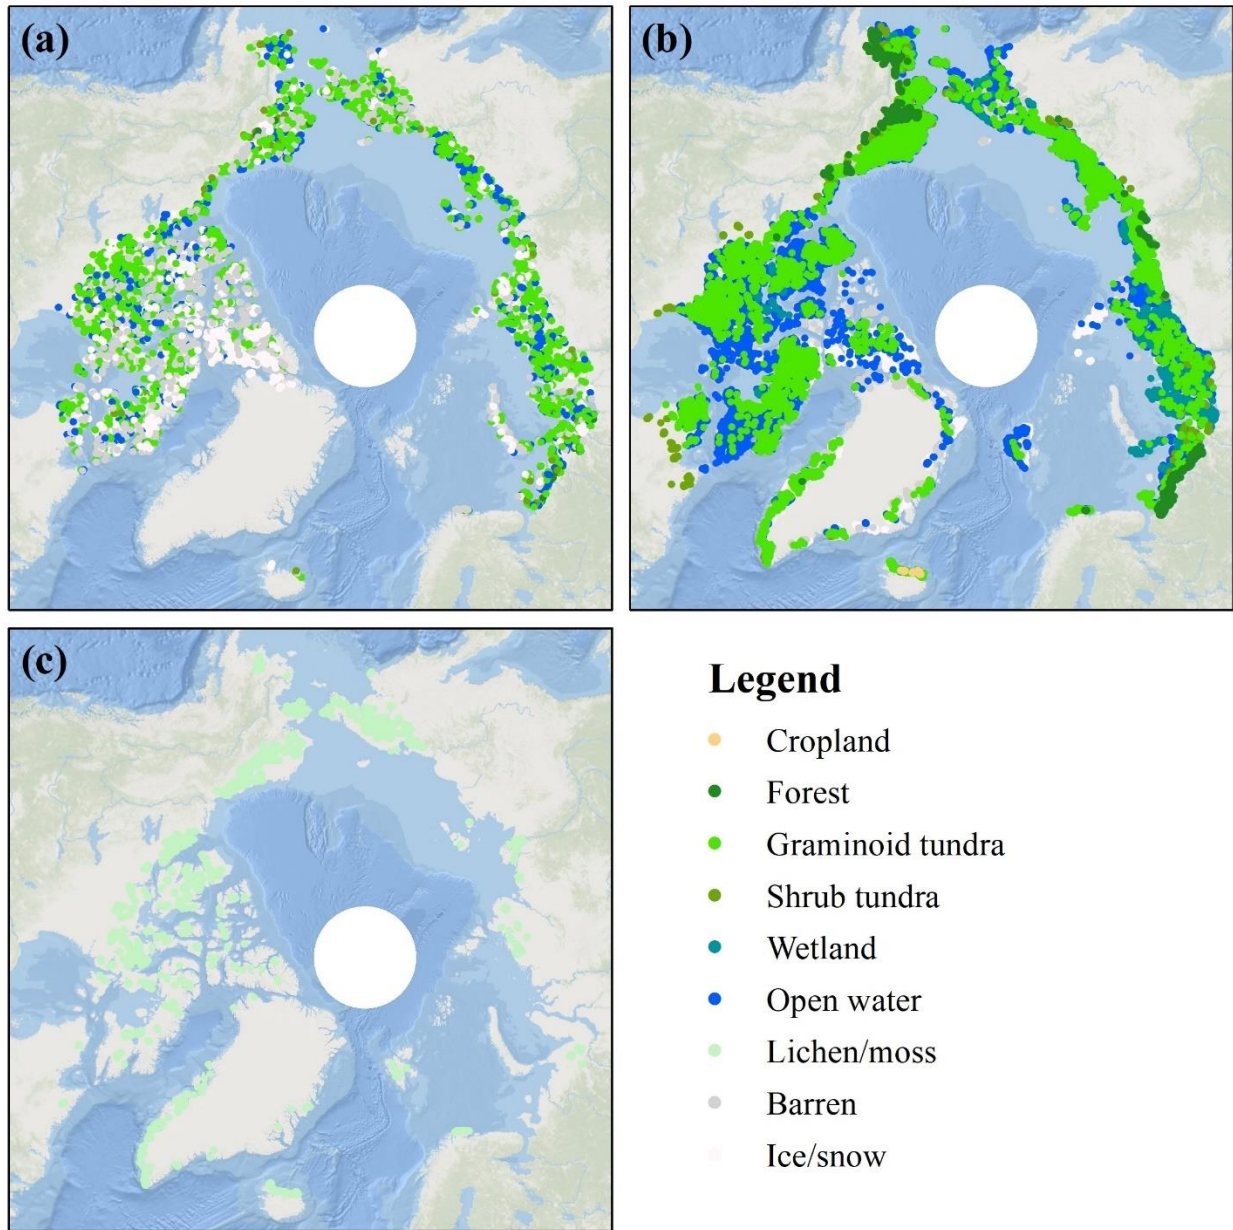 (a)
(b)
(c)
Legend
Cropland
Forest
Graminoid tundra
Shrub tundra
Wetland
Open water
Lichen/moss
Barren
Ice/snow